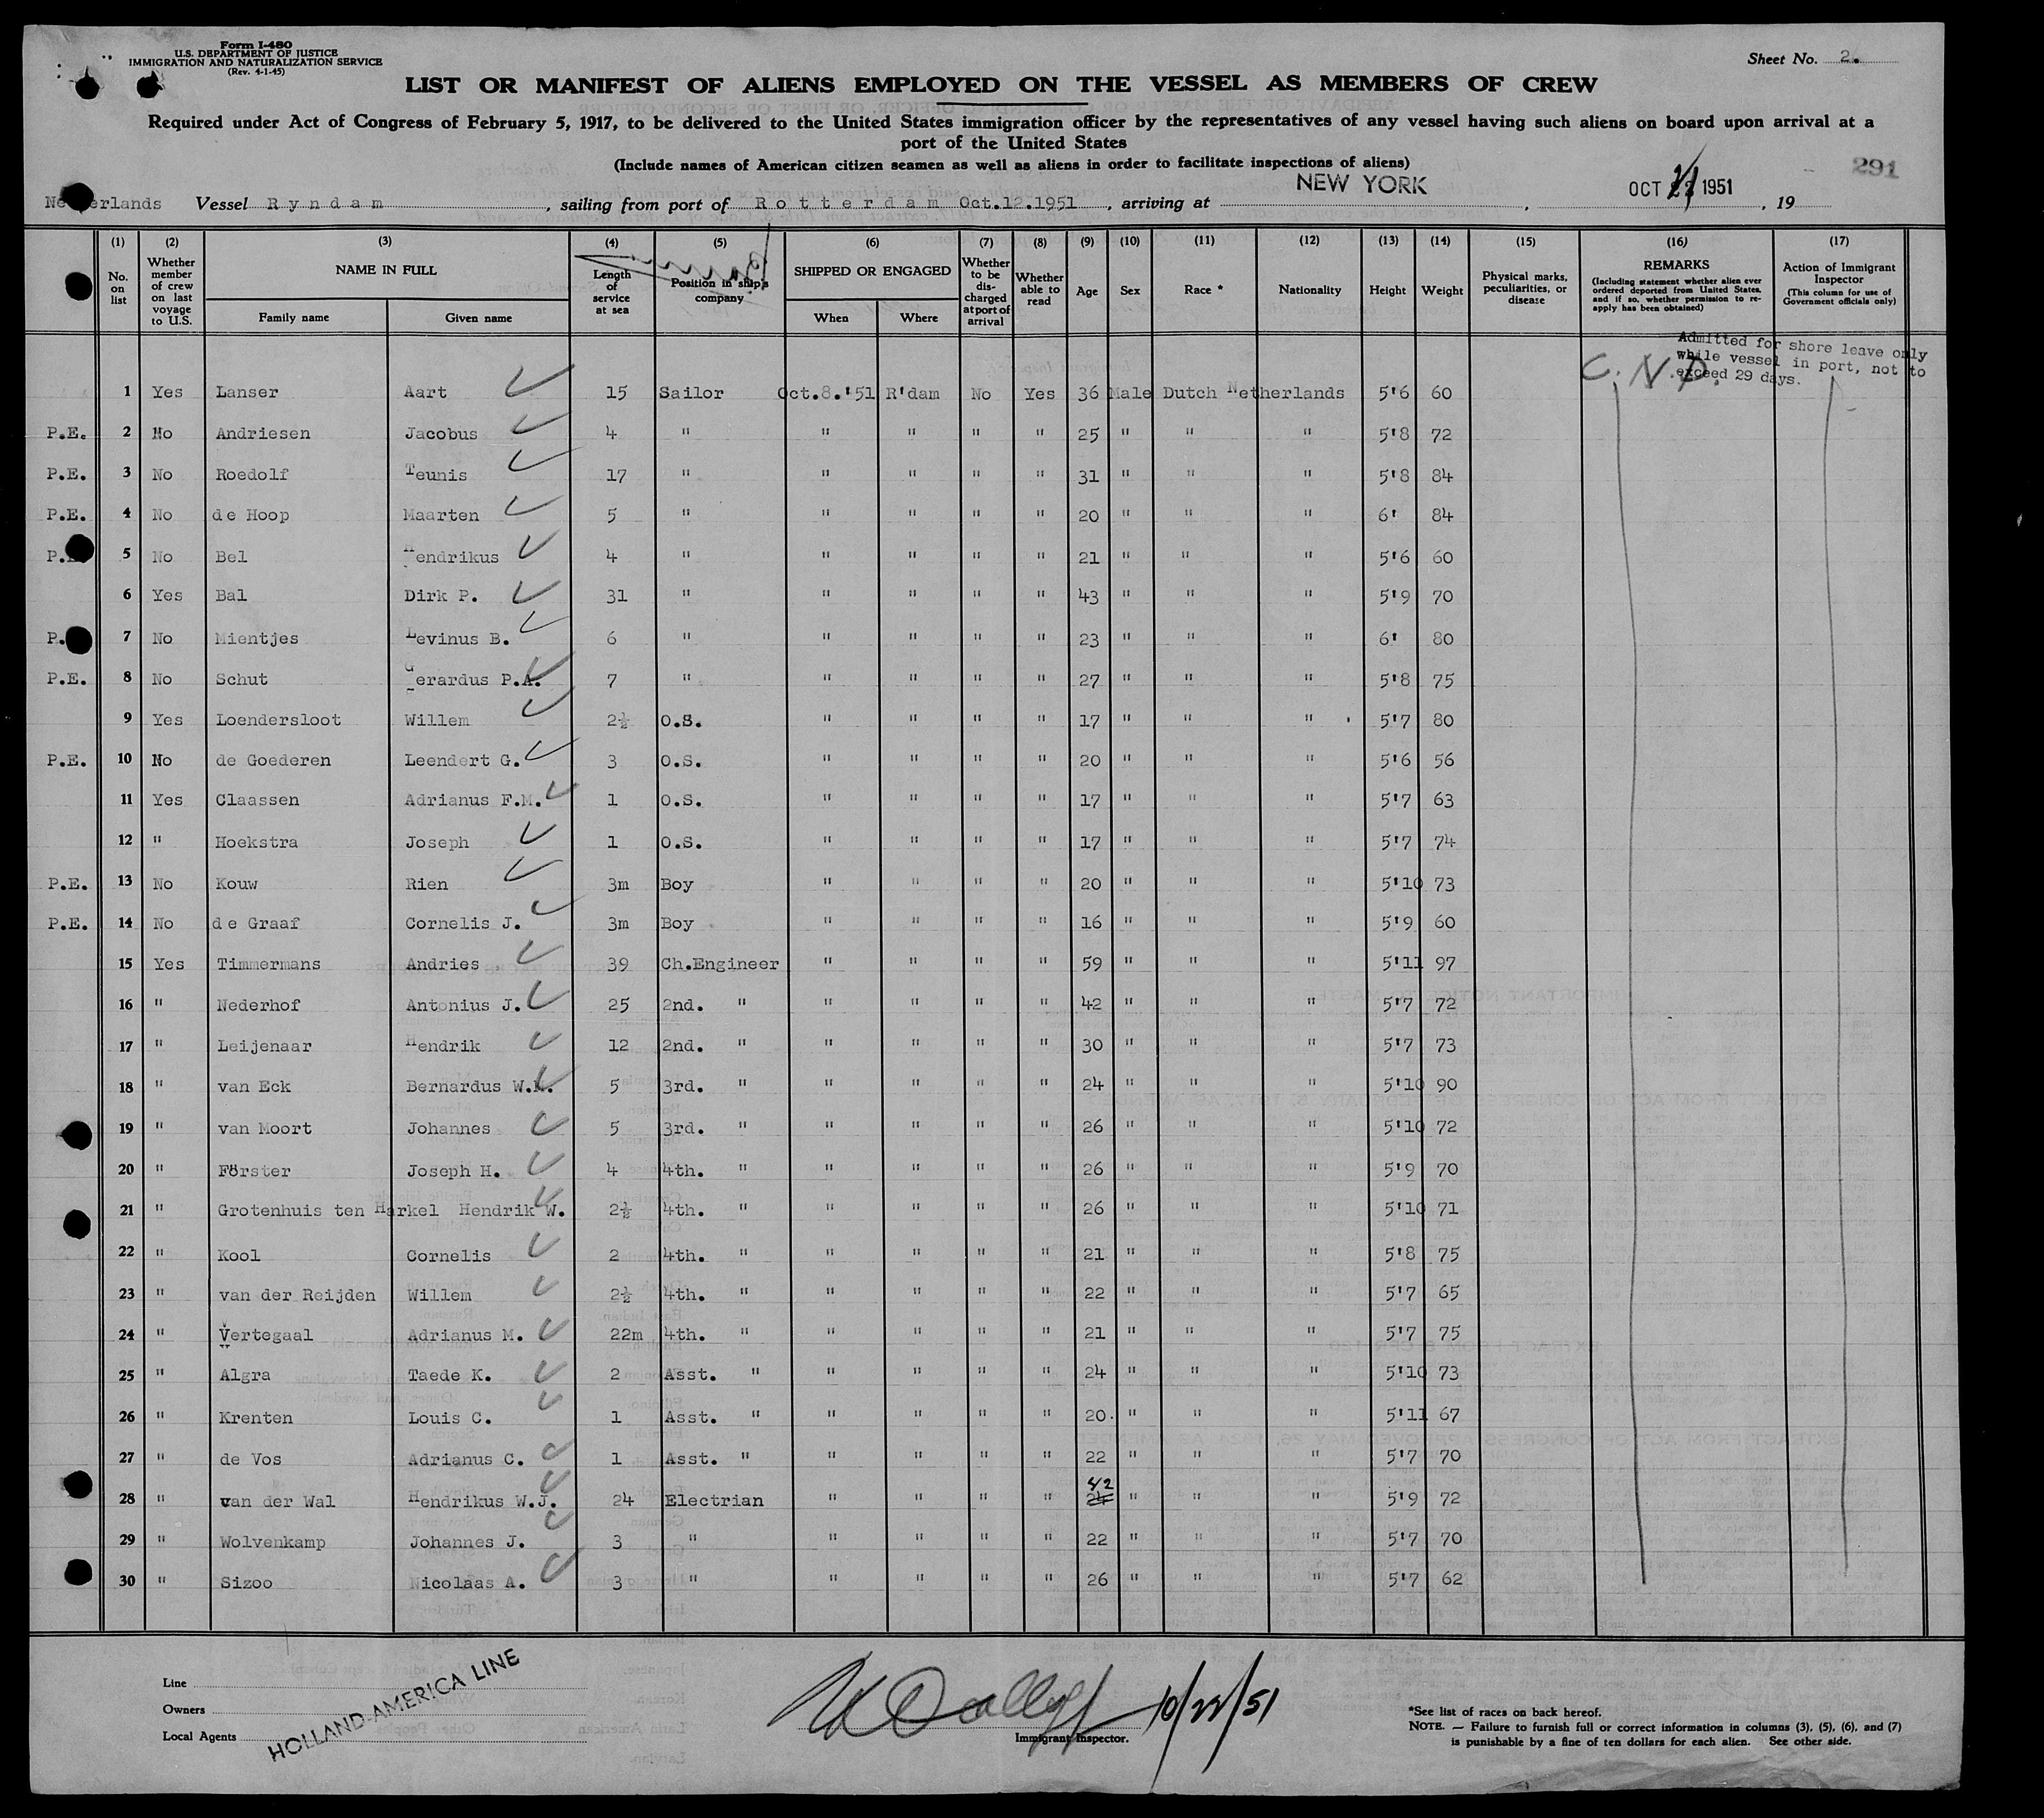 Form I-480
U.S. DEPARTMENT OF JUSTICE
IMMIGRATION AND NATURALIZATION SERVICE
(Rev. 4-1-45)
Sheet No. 2.
LIST OR MANIFEST OF ALIENS EMPLOYED ON THE VESSEL AS MEMBERS OF CREW
Required under Act of Congress of February 5, 1917, to be delivered to the United States immigration officer by the representatives of any vessel having such aliens on board upon arrival at a
port of the United States
(Include names of American citizen seamen as well as aliens in order to facilitate inspections of aliens)
291
Netherlands Vessel Ryndam, sailing from port of Rotterdam Oct.12.1951, arriving at NEW YORK, OCT 1951, 19
(1) (2) (3) (4) (5) (6) (7) (8) (9) (10) (11) (12) (13) (14) (15) (16) (17)
No. on list
Whether member of crew on last voyage to U.S.
NAME IN FULL
Family name
Given name
Length of service at sea
Position in ship's company
SHIPPED OR ENGAGED
When
Where
Whether to be discharged at port of arrival
Whether able to read
Age
Sex
Race *
Nationality
Height
Weight
Physical marks, peculiarities, or disease
REMARKS
(Including statement whether alien ever ordered deported from United States, and if so, whether permission to reapply has been obtained)
Action of Immigrant Inspector
(This column for use of Government officials only)
Admitted for shore leave only
while vessel in port, not to
exceed 29 days.
C.N.P.
1 Yes Lanser Aart 15 Sailor Oct.8.'51 R'dam No Yes 36 Male Dutch Netherlands 5'6 60
P.E. 2 No Andriesen Jacobus 4 " " " " " 25 " " " 5'8 72
P.E. 3 No Roedolf Teunis 17 " " " " " 31 " " " 5'8 84
P.E. 4 No de Hoop Maarten 5 " " " " " 20 " " " 6' 84
P. 5 No Bel Hendrikus 4 " " " " " 21 " " " 5'6 60
6 Yes Bal Dirk P. 31 " " " " " 43 " " " 5'9 70
P. 7 No Mientjes Levinus B. 6 " " " " " 23 " " " 6' 80
P.E. 8 No Schut Gerardus P.A. 7 " " " " " 27 " " " 5'8 75
9 Yes Loendersloot Willem 2½ O.S. " " " " 17 " " " 5'7 80
P.E. 10 No de Goederen Leendert G. 3 O.S. " " " " 20 " " " 5'6 56
11 Yes Claassen Adrianus F.M. 1 O.S. " " " " 17 " " " 5'7 63
12 " Hoekstra Joseph 1 O.S. " " " " 17 " " " 5'7 74
P.E. 13 No Kouw Rien 3m Boy " " " " 20 " " " 5'10 73
P.E. 14 No de Graaf Cornelis J. 3m Boy " " " " 16 " " " 5'9 60
15 Yes Timmermans Andries 39 Ch.Engineer " " " " 59 " " " 5'11 97
16 " Nederhof Antonius J. 25 2nd. " " " " " 42 " " " 5'7 72
17 " Leijenaar Hendrik 12 2nd. " " " " " 30 " " " 5'7 73
18 " van Eck Bernardus W. 5 3rd. " " " " " 24 " " " 5'10 90
19 " van Moort Johannes 5 3rd. " " " " " 26 " " " 5'10 72
20 " Förster Joseph H. 4 4th. " " " " " 26 " " " 5'9 70
21 " Grotenhuis ten Harkel Hendrik W. 2½ 4th. " " " " " 26 " " " 5'10 71
22 " Kool Cornelis 2 4th. " " " " " 21 " " " 5'8 75
23 " van der Reijden Willem 2½ 4th. " " " " " 22 " " " 5'7 65
24 " Vertegaal Adrianus M. 22m 4th. " " " " " 21 " " " 5'7 75
25 " Algra Taede K. 2 Asst. " " " " " 24 " " " 5'10 73
26 " Krenten Louis C. 1 Asst. " " " " " 20 " " " 5'11 67
27 " de Vos Adrianus C. 1 Asst. " " " " " 22 " " " 5'7 70
28 " van der Wal Hendrikus W.J. 24 Electrian " " " " 42 " " " 5'9 72
29 " Wolvenkamp Johannes J. 3 " " " " " 22 " " " 5'7 70
30 " Sizoo Nicolaas A. 3 " " " " " 26 " " " 5'7 62
Line
Owners
Local Agents
HOLLAND-AMERICA LINE
10/22/51
Immigrant Inspector.
*See list of races on back hereof.
NOTE. — Failure to furnish full or correct information in columns (3), (5), (6), and (7)
is punishable by a fine of ten dollars for each alien. See other side.